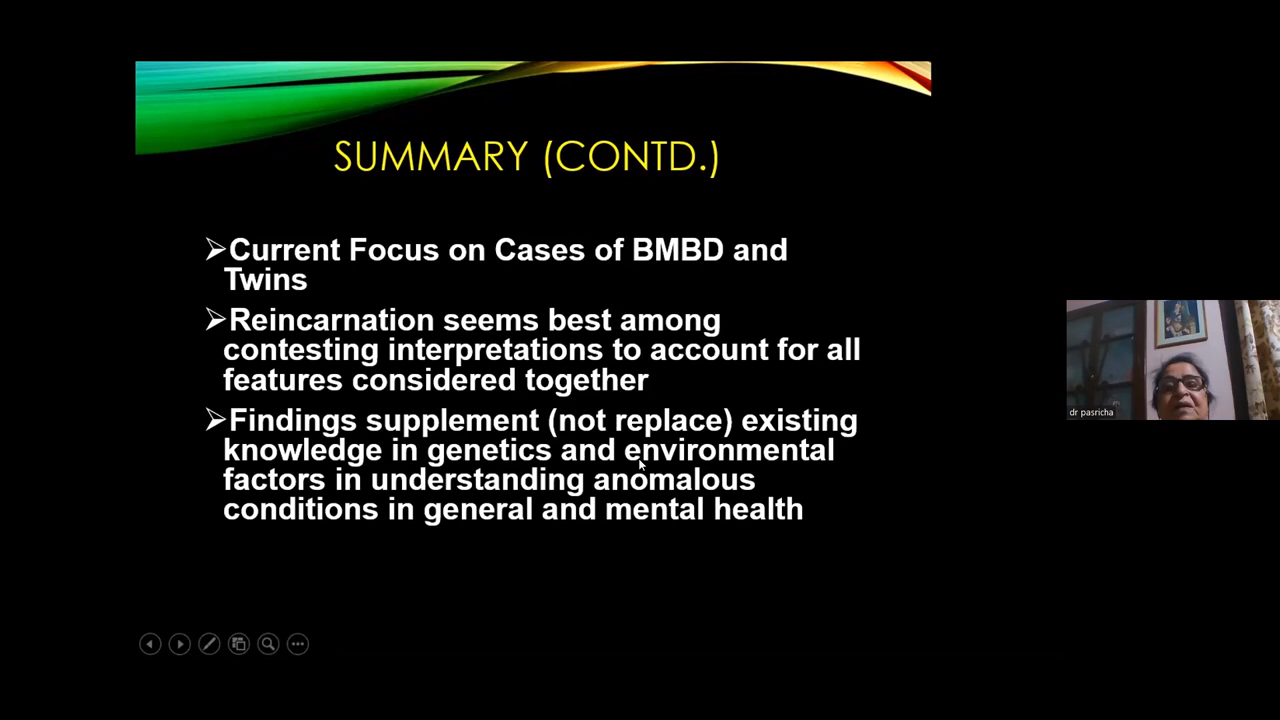 SUMMARY (CONTD.)
➢Current Focus on Cases of BMBD and
Twins
➢Reincarnation seems best among
contesting interpretations to account for all
features considered together
➢Findings supplement (not replace) existing
knowledge in genetics and environmental
factors in understanding anomalous
conditions in general and mental health
dr pasricha